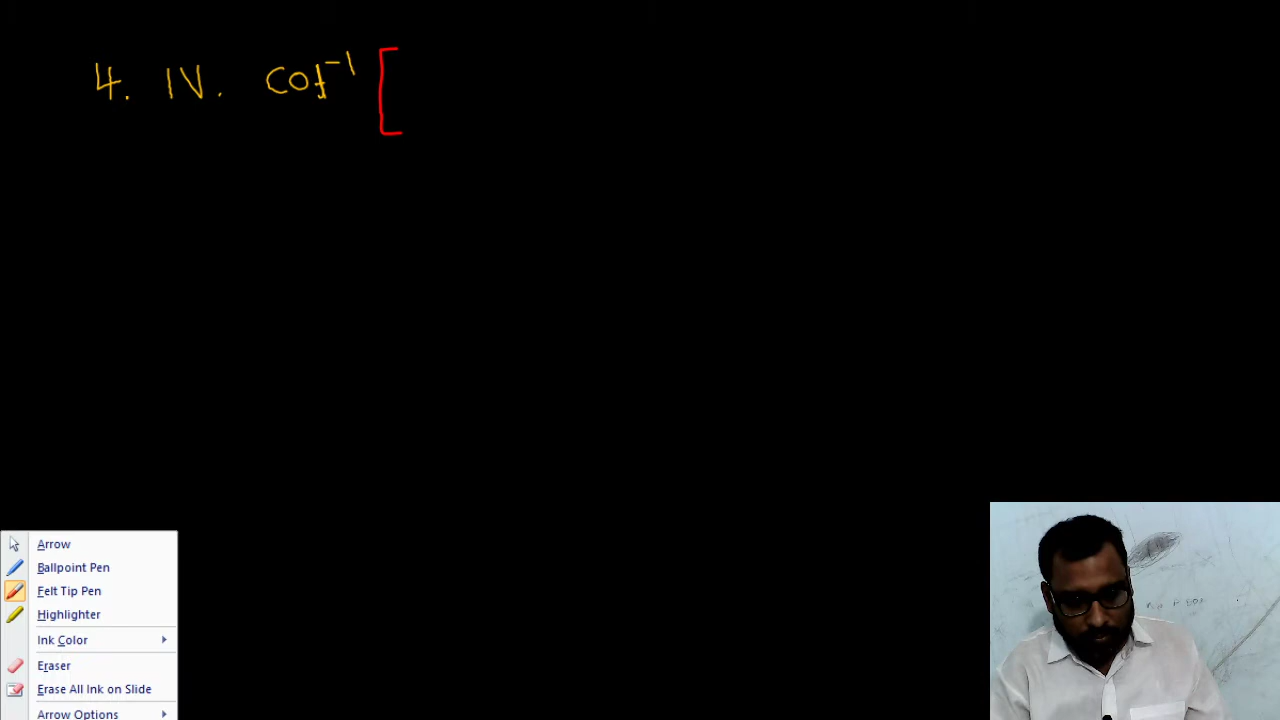 4. IV. Cot⁻¹ [
Arrow
Ballpoint Pen
Felt Tip Pen
Highlighter
Ink Color
Eraser
Erase All Ink on Slide
Arrow Options